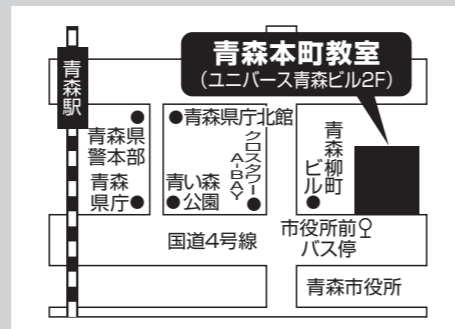 青森本町教室
(ユニバース青森ビル2F)
青森駅
青森県
警本部
青森
県庁
青森県庁北館
青い森
公園
クロスタワー
A-BAY
青森柳町
ビル
国道4号線
市役所前
バス停
青森市役所